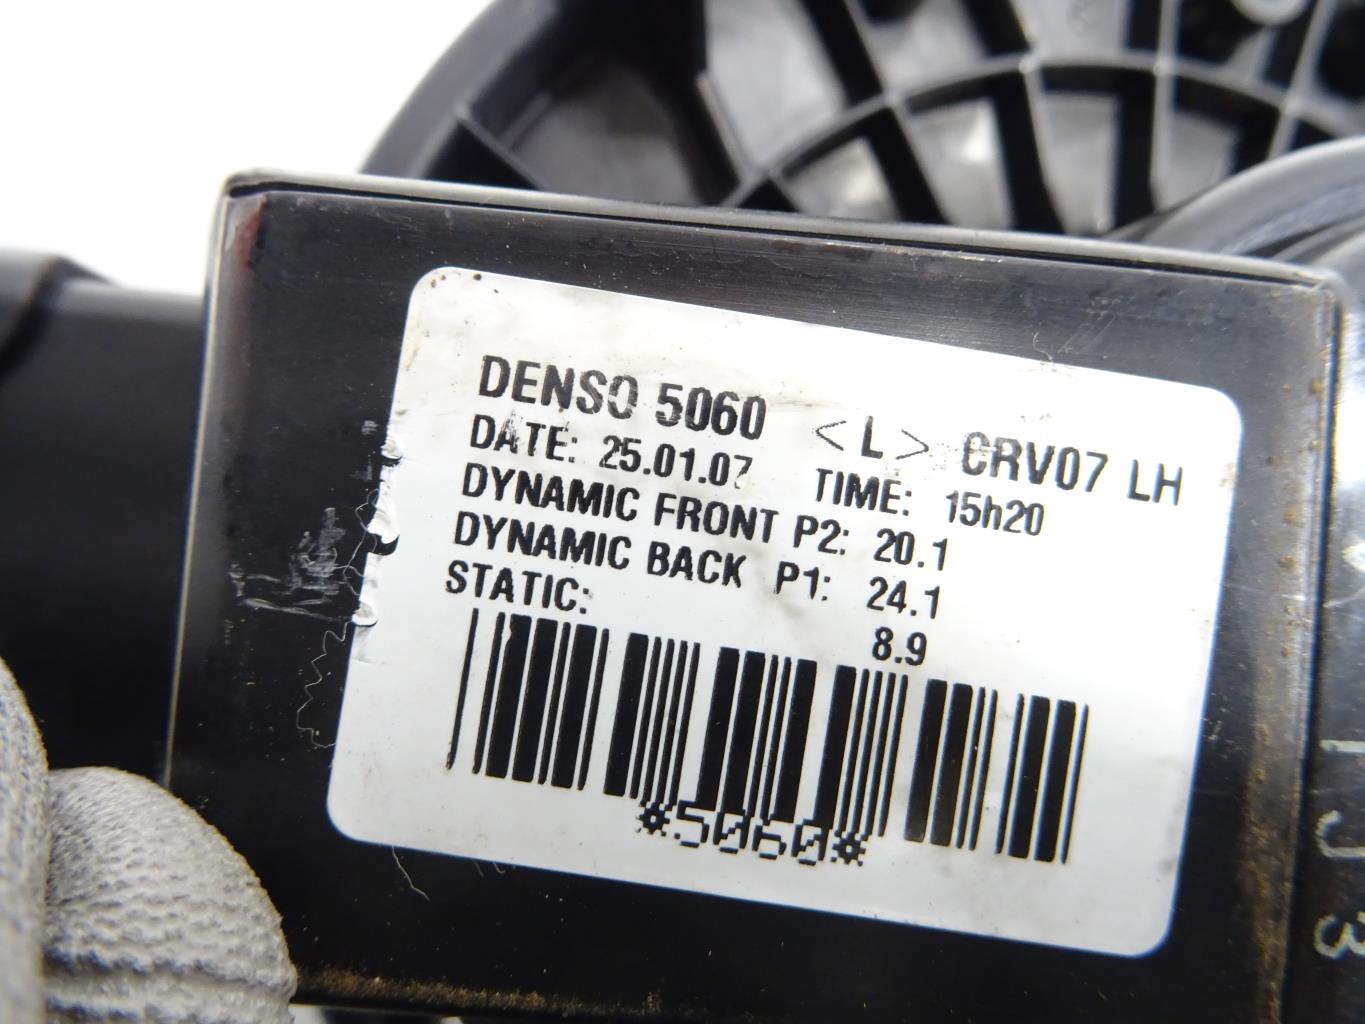 DENSO 5060 <L> CRV07 LH
DATE: 25.01.07 TIME: 15h20
DYNAMIC FRONT P2: 20.1
DYNAMIC BACK P1: 24.1
STATIC: 8.9
*5060*